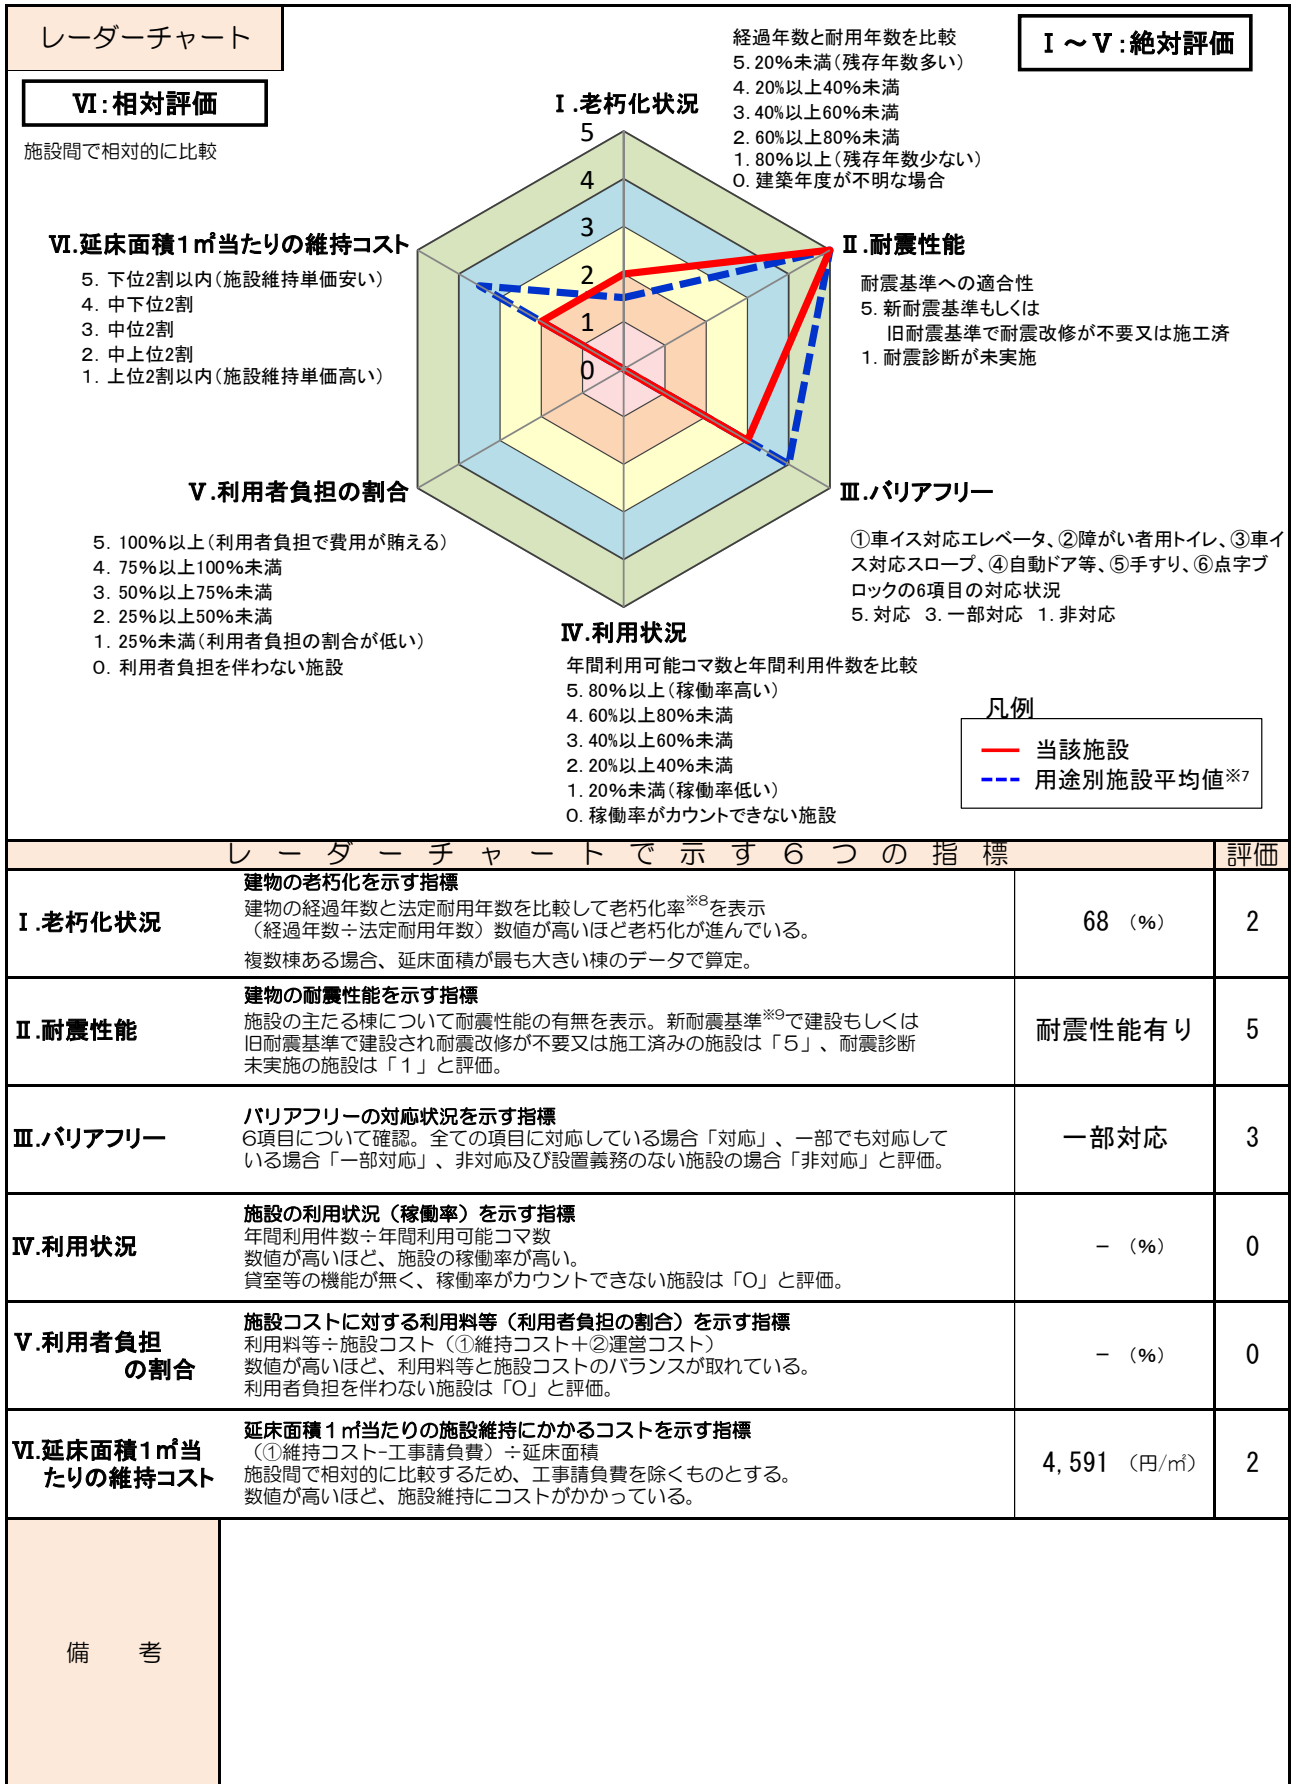 レーダーチャート
Ⅵ:相対評価
施設間で相対的に比較
Ⅰ～Ⅴ:絶対評価
Ⅰ.老朽化状況
経過年数と耐用年数を比較
5.20%未満(残存年数多い)
4.20%以上40%未満
3.40%以上60%未満
2.60%以上80%未満
1.80%以上(残存年数少ない)
0.建築年度が不明な場合
5
4
3
2
1
0
Ⅱ.耐震性能
耐震基準への適合性
5.新耐震基準もしくは
旧耐震基準で耐震改修が不要又は施工済
1.耐震診断が未実施
Ⅵ.延床面積1㎡当たりの維持コスト
5.下位2割以内(施設維持単価安い)
4.中下位2割
3.中位2割
2.中上位2割
1.上位2割以内(施設維持単価高い)
Ⅴ.利用者負担の割合
5.100%以上(利用者負担で費用が賄える)
4.75%以上100%未満
3.50%以上75%未満
2.25%以上50%未満
1.25%未満(利用者負担の割合が低い)
0.利用者負担を伴わない施設
Ⅲ.バリアフリー
①車イス対応エレベータ、②障がい者用トイレ、③車イ
ス対応スロープ、④自動ドア等、⑤手すり、⑥点字ブ
ロックの6項目の対応状況
5.対応 3.一部対応 1.非対応
Ⅳ.利用状況
年間利用可能コマ数と年間利用件数を比較
5.80%以上(稼働率高い)
4.60%以上80%未満
3.40%以上60%未満
2.20%以上40%未満
1.20%未満(稼働率低い)
0.稼働率がカウントできない施設
凡例
当該施設
用途別施設平均値※7
レーダーチャートで示す6つの指標 評価
Ⅰ.老朽化状況
建物の老朽化を示す指標
建物の経過年数と法定耐用年数を比較して老朽化率※8を表示
(経過年数÷法定耐用年数)数値が高いほど老朽化が進んでいる。
複数棟ある場合、延床面積が最も大きい棟のデータで算定。
68 (%) 2
Ⅱ.耐震性能
建物の耐震性能を示す指標
施設の主たる棟について耐震性能の有無を表示。新耐震基準※9で建設もしくは
旧耐震基準で建設され耐震改修が不要又は施工済みの施設は「5」、耐震診断
未実施の施設は「1」と評価。
耐震性能有り 5
Ⅲ.バリアフリー
バリアフリーの対応状況を示す指標
6項目について確認。全ての項目に対応している場合「対応」、一部でも対応して
いる場合「一部対応」、非対応及び設置義務のない施設の場合「非対応」と評価。
一部対応 3
Ⅳ.利用状況
施設の利用状況(稼働率)を示す指標
年間利用件数÷年間利用可能コマ数
数値が高いほど、施設の稼働率が高い。
貸室等の機能が無く、稼働率がカウントできない施設は「0」と評価。
- (%) 0
Ⅴ.利用者負担
の割合
施設コストに対する利用料等(利用者負担の割合)を示す指標
利用料等÷施設コスト(①維持コスト+②運営コスト)
数値が高いほど、利用料等と施設コストのバランスが取れている。
利用者負担を伴わない施設は「0」と評価。
- (%) 0
Ⅵ.延床面積1㎡当
たりの維持コスト
延床面積1㎡当たりの施設維持にかかるコストを示す指標
(①維持コスト-工事請負費)÷延床面積
施設間で相対的に比較するため、工事請負費を除くものとする。
数値が高いほど、施設維持にコストがかかっている。
4,591 (円/㎡) 2
備 考